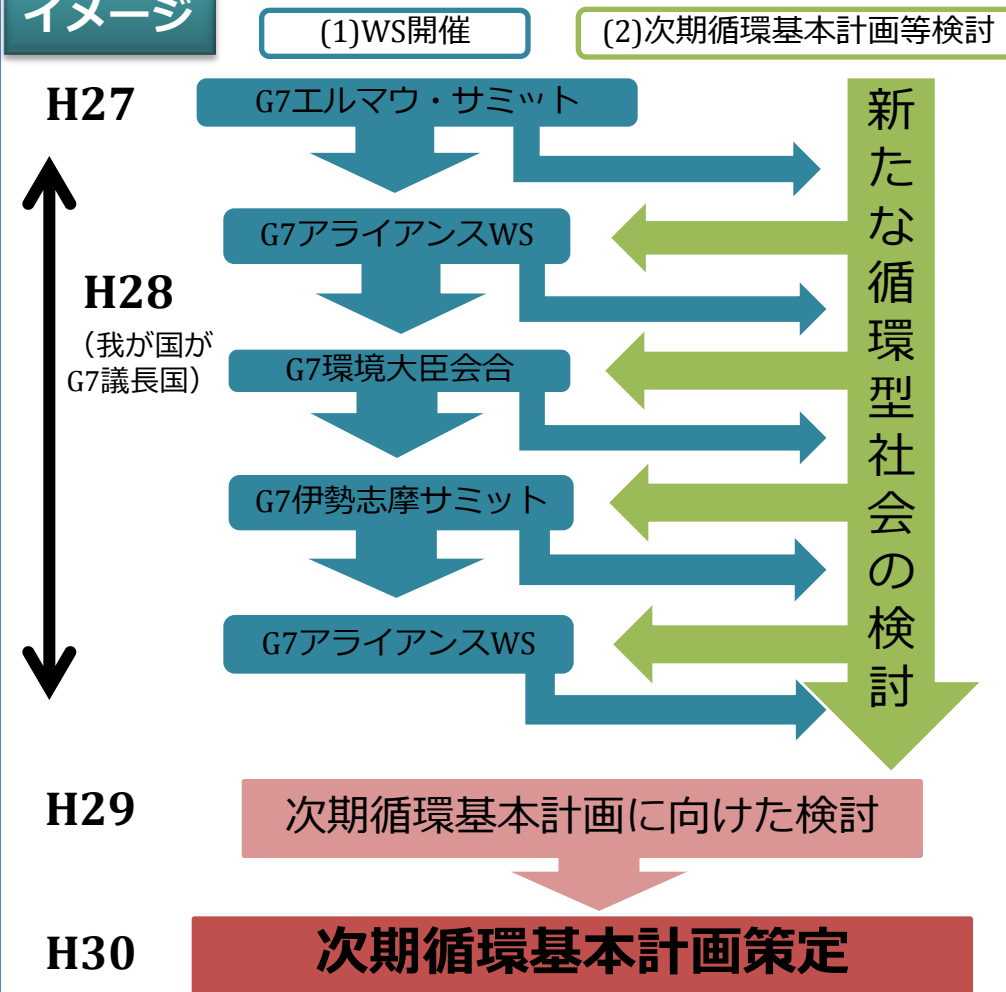 イメージ
(1)WS開催
(2)次期循環基本計画等検討
H27
G7エルマウ・サミット
G7アライアンスWS
H28
（我が国が
G7議長国）
G7環境大臣会合
G7伊勢志摩サミット
G7アライアンスWS
新たな循環型社会の検討
H29
次期循環基本計画に向けた検討
H30
次期循環基本計画策定